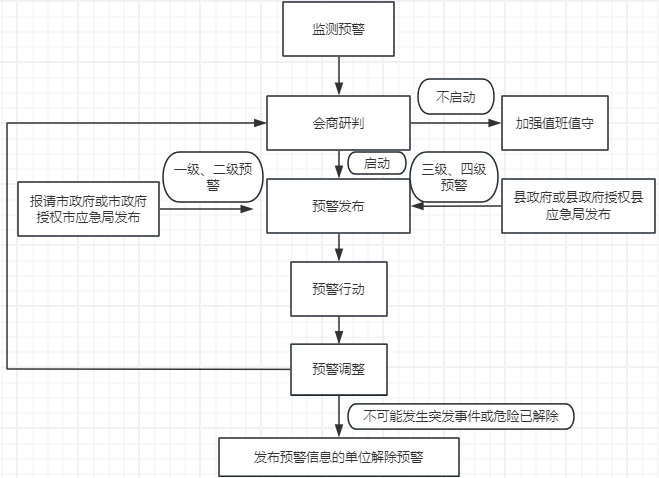 监测预警
不启动
会商研判
加强值班值守
启动
一级、二级预
警
三级、四级
预警
报请市政府或市政府
授权市应急局发布
预警发布
县政府或县政府授权县
应急局发布
预警行动
预警调整
不可能发生突发事件或危险已解除
发布预警信息的单位解除预警